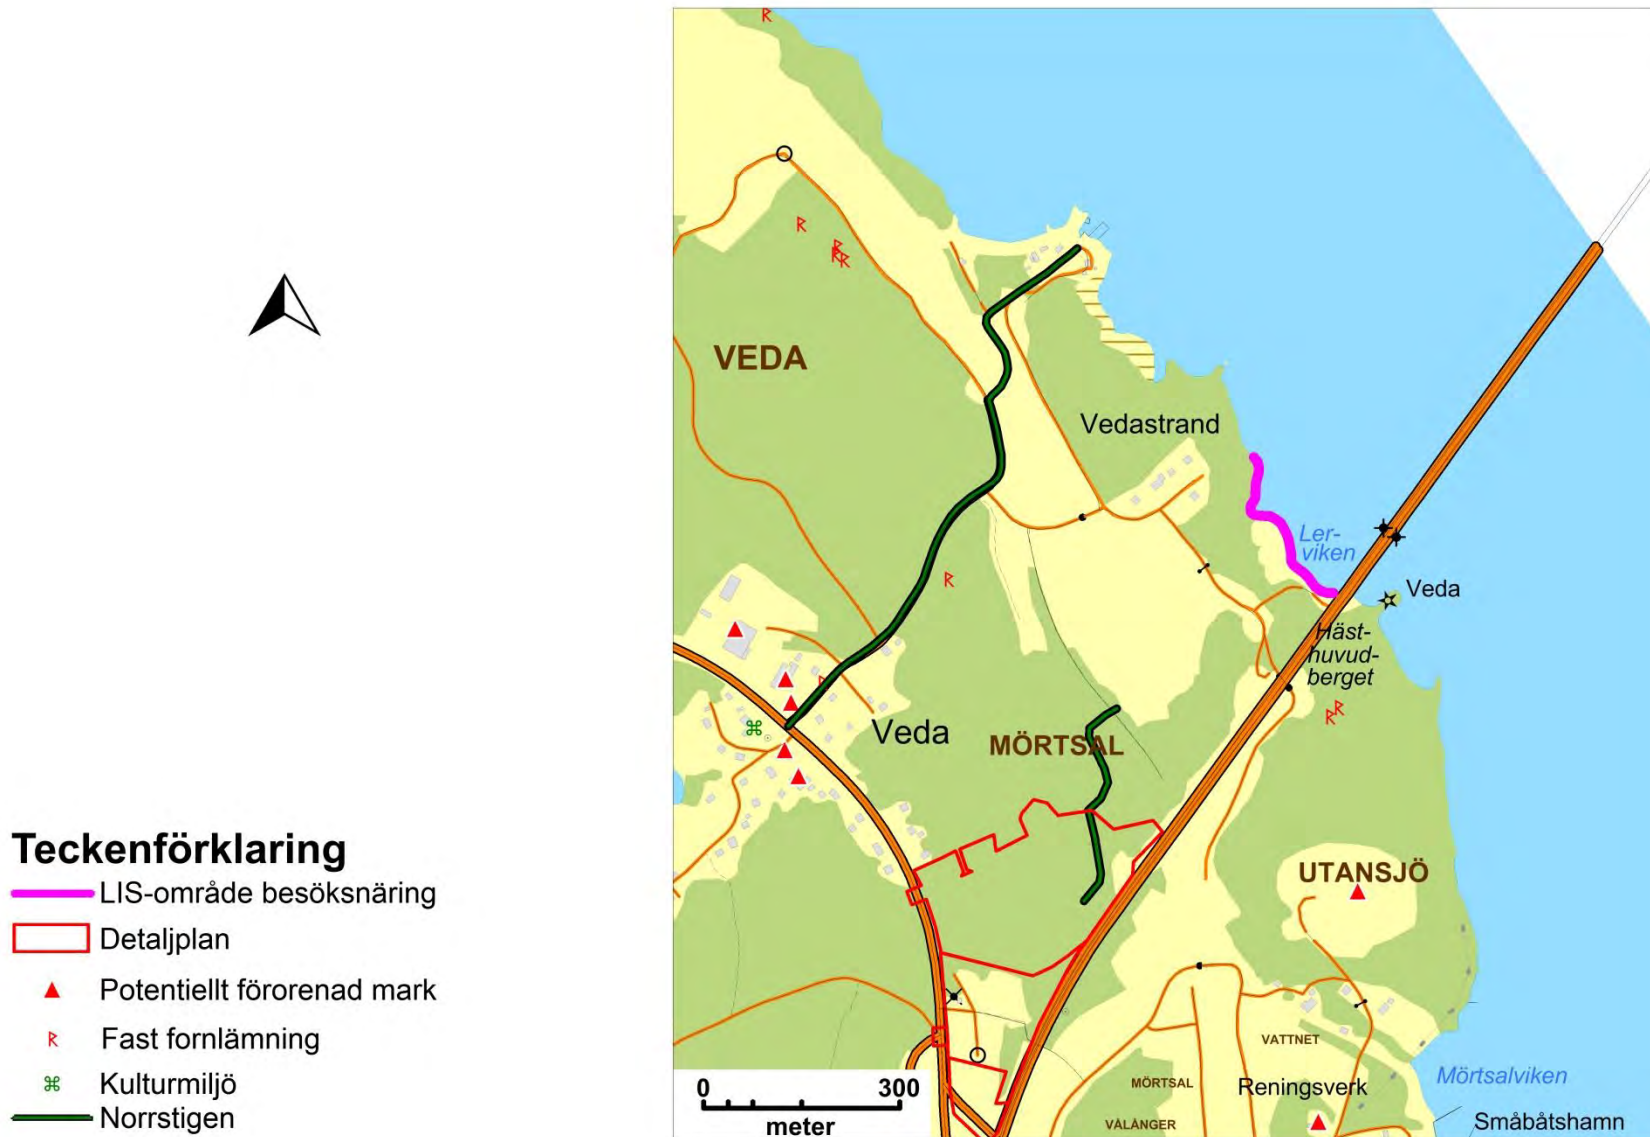 VEDA
Vedastrand
Ler-
viken
Veda
Häst-
huvud-
berget
Veda
MÖRTSAL
UTANSJÖ
VATTNET
MÖRTSAL
Reningsverk
Mörtsalviken
VÅLÅNGER
Småbåtshamn
0 300
meter
Teckenförklaring
LIS-område besöksnäring
Detaljplan
Potentiellt förorenad mark
Fast fornlämning
Kulturmiljö
Norrstigen